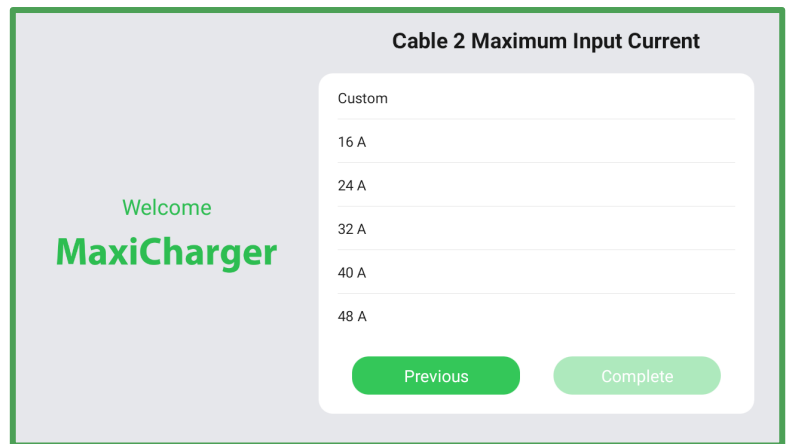 Cable 2 Maximum Input Current
Custom
16 A
24 A
32 A
40 A
48 A
Welcome
MaxiCharger
Previous
Complete